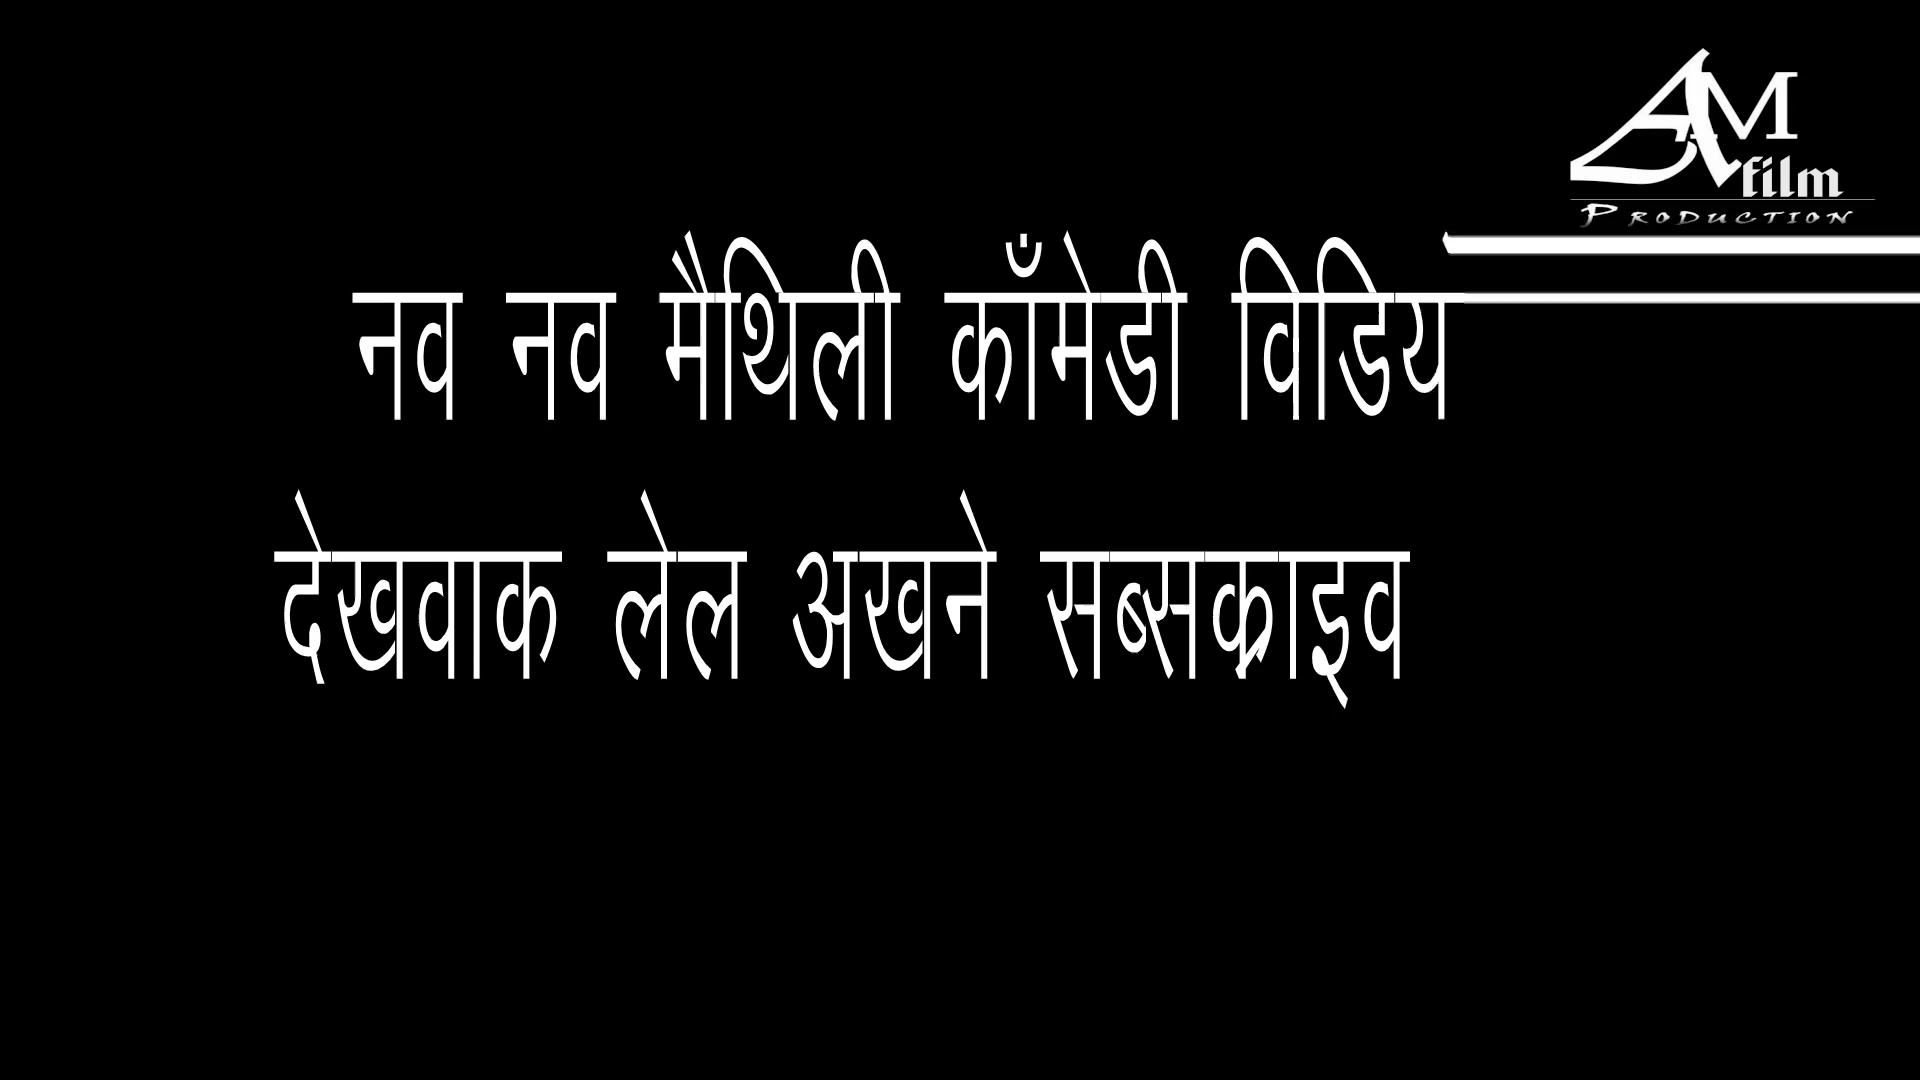 AM
film
PRODUCTION
नव नव मैथिली काँमेडी विडिय
देखवाक लेल अखने सब्सक्राइव